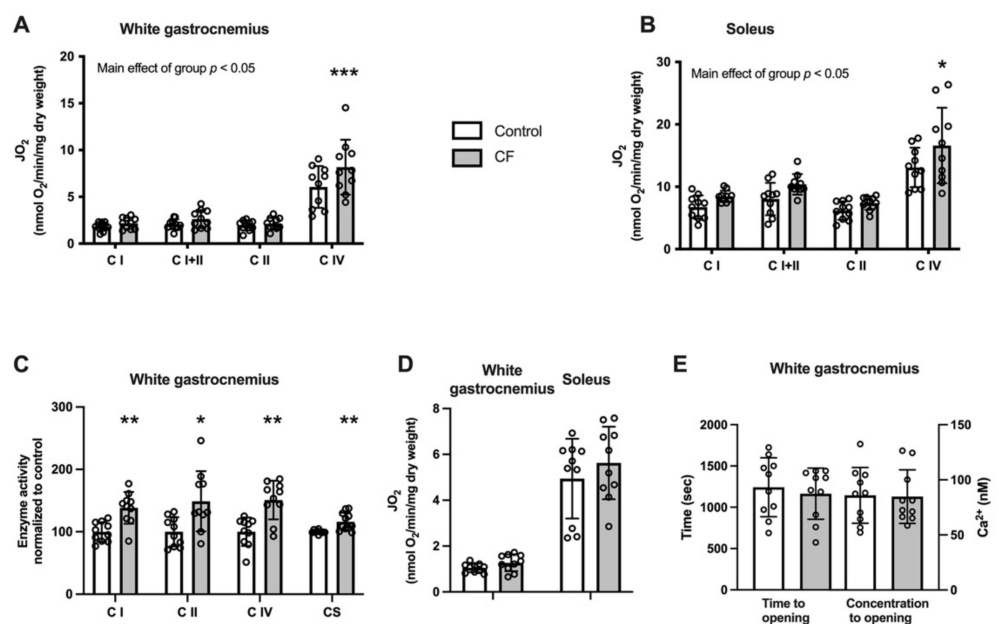 A
White gastrocnemius
Main effect of group p < 0.05
***
JO2
(nmol O2/min/mg dry weight)
20
15
10
5
0
C I
C I+II
C II
C IV
Control
CF
B
Soleus
Main effect of group p < 0.05
*
JO2
(nmol O2/min/mg dry weight)
30
20
10
0
C I
C I+II
C II
C IV
C
White gastrocnemius
**
*
**
**
Enzyme activity
normalized to control
300
200
100
0
C I
C II
C IV
CS
D
White
gastrocnemius
Soleus
JO2
(nmol O2/min/mg dry weight)
8
6
4
2
0
E
White gastrocnemius
Time (sec)
2000
1500
1000
500
0
150
100
50
0
Ca2+ (nM)
Time to
opening
Concentration
to opening